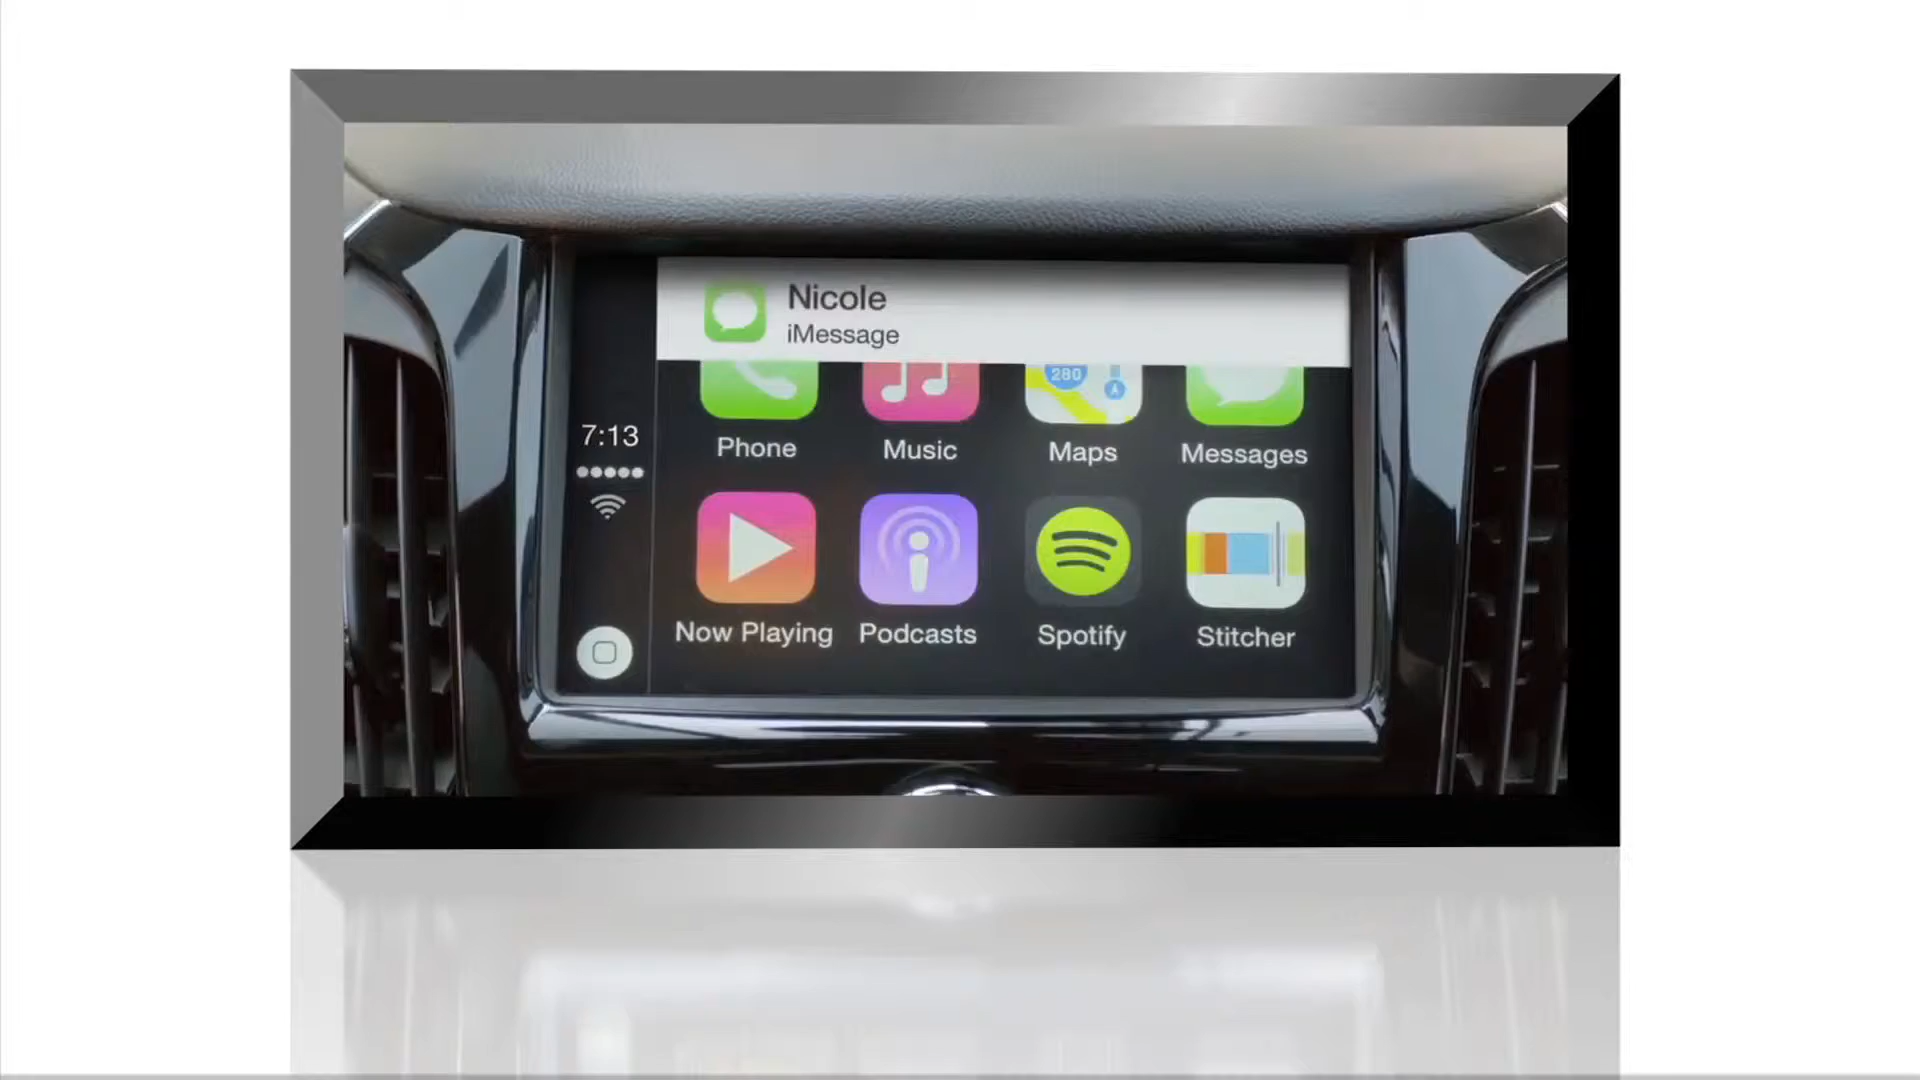 Nicole
iMessage
280
7:13
Phone
Music
Maps
Messages
Now Playing
Podcasts
Spotify
Stitcher